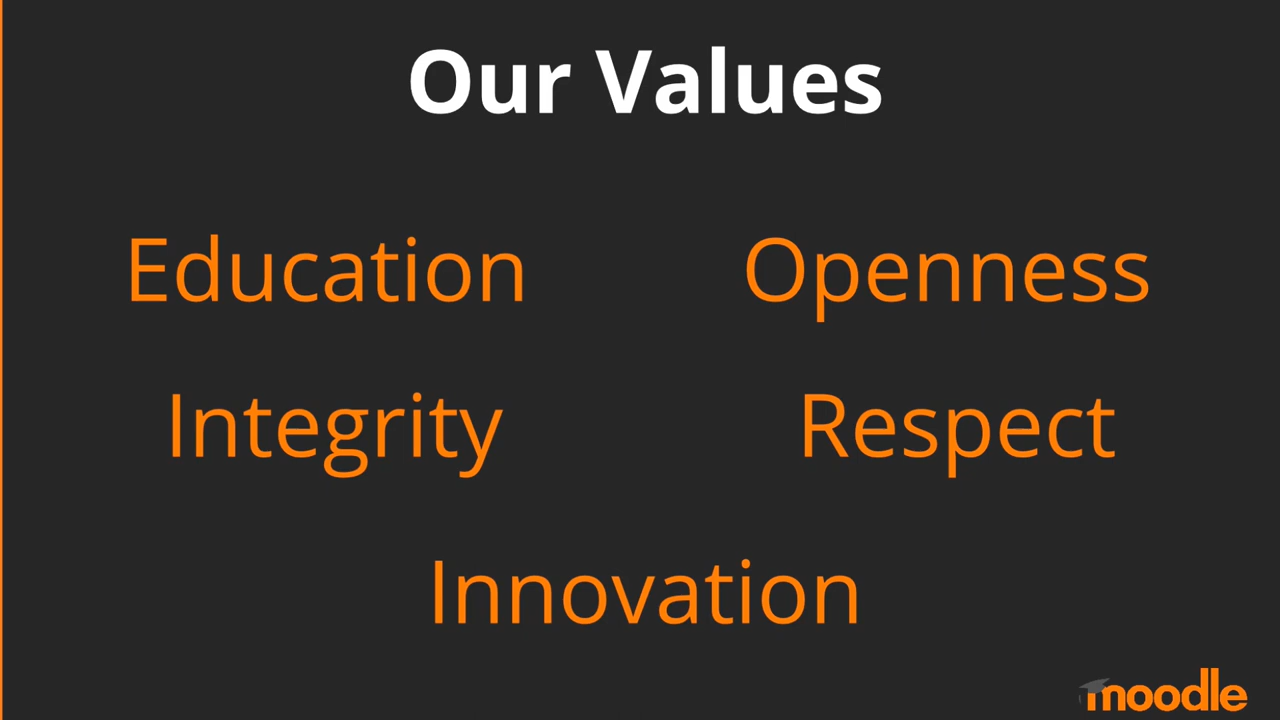 Our Values
Education Openness
Integrity Respect
Innovation
moodle